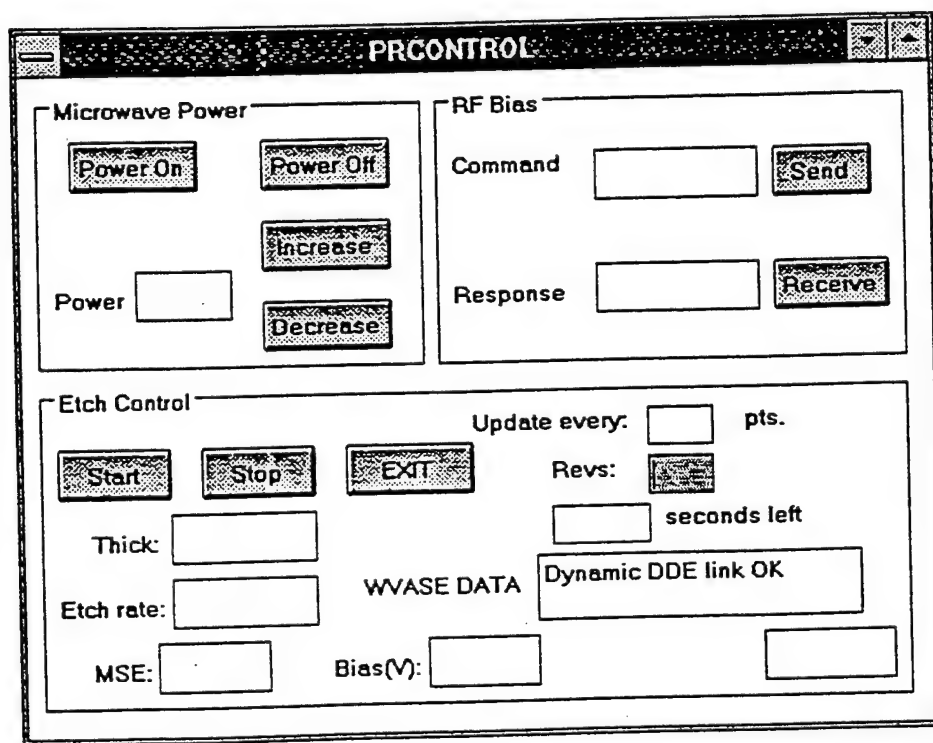 PRCONTROL
Microwave Power
Power On
Power Off
Increase
Power
Decrease
RF Bias
Command
Send
Response
Receive
Etch Control
Update every:
pts.
Start
Stop
EXIT
Revs:
seconds left
Thick:
WVASE DATA
Dynamic DDE link OK
Etch rate:
MSE:
Bias(V):